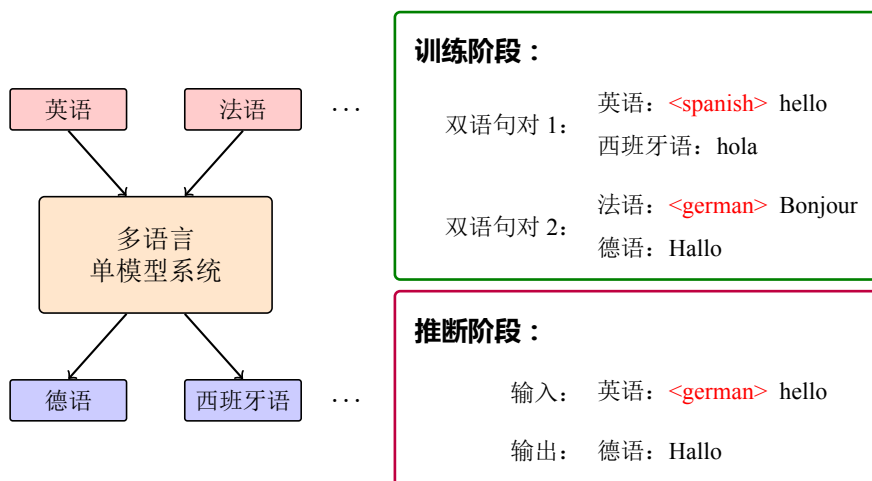 英语
法语
...
多语言
单模型系统
德语
西班牙语
...
训练阶段：
双语句对 1：
英语：<spanish> hello
西班牙语：hola
双语句对 2：
法语：<german> Bonjour
德语：Hallo
推断阶段：
输入： 英语：<german> hello
输出： 德语：Hallo